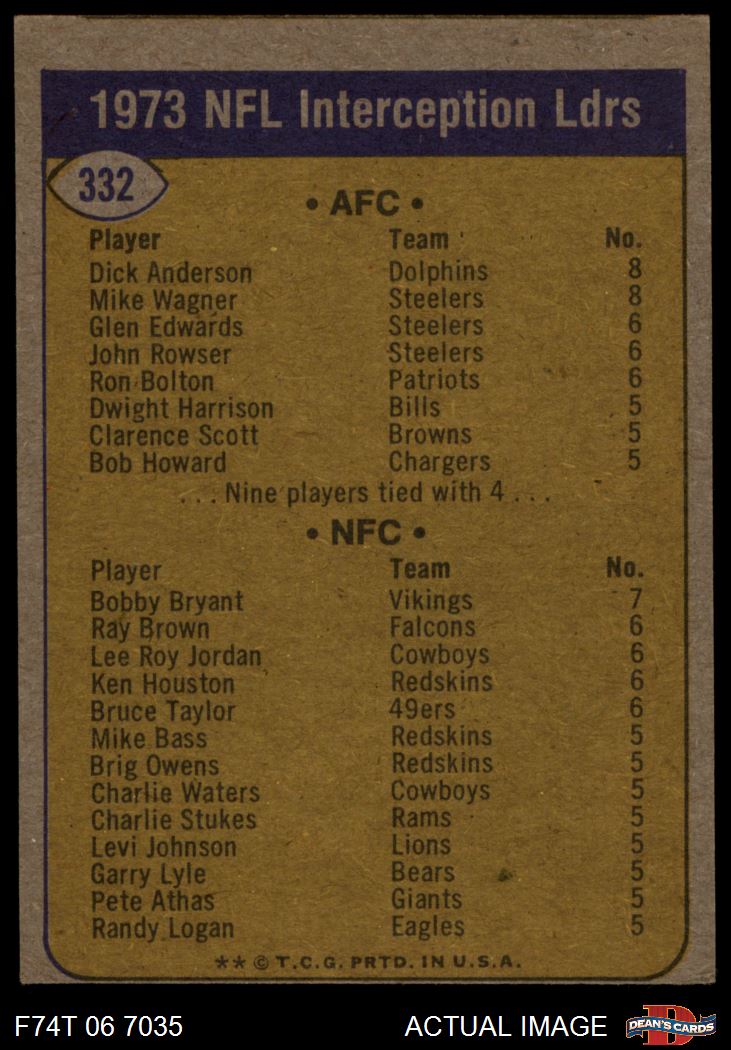 1973 NFL Interception Ldrs
332
• AFC •
Player Team No.
Dick Anderson Dolphins 8
Mike Wagner Steelers 8
Glen Edwards Steelers 6
John Rowser Steelers 6
Ron Bolton Patriots 6
Dwight Harrison Bills 5
Clarence Scott Browns 5
Bob Howard Chargers 5
. . . Nine players tied with 4 . . .
• NFC •
Player Team No.
Bobby Bryant Vikings 7
Ray Brown Falcons 6
Lee Roy Jordan Cowboys 6
Ken Houston Redskins 6
Bruce Taylor 49ers 6
Mike Bass Redskins 5
Brig Owens Redskins 5
Charlie Waters Cowboys 5
Charlie Stukes Rams 5
Levi Johnson Lions 5
Garry Lyle Bears 5
Pete Athas Giants 5
Randy Logan Eagles 5
** © T.C.G. PRTD. IN U.S.A.
F74T 06 7035 ACTUAL IMAGE D DEAN'S CARDS